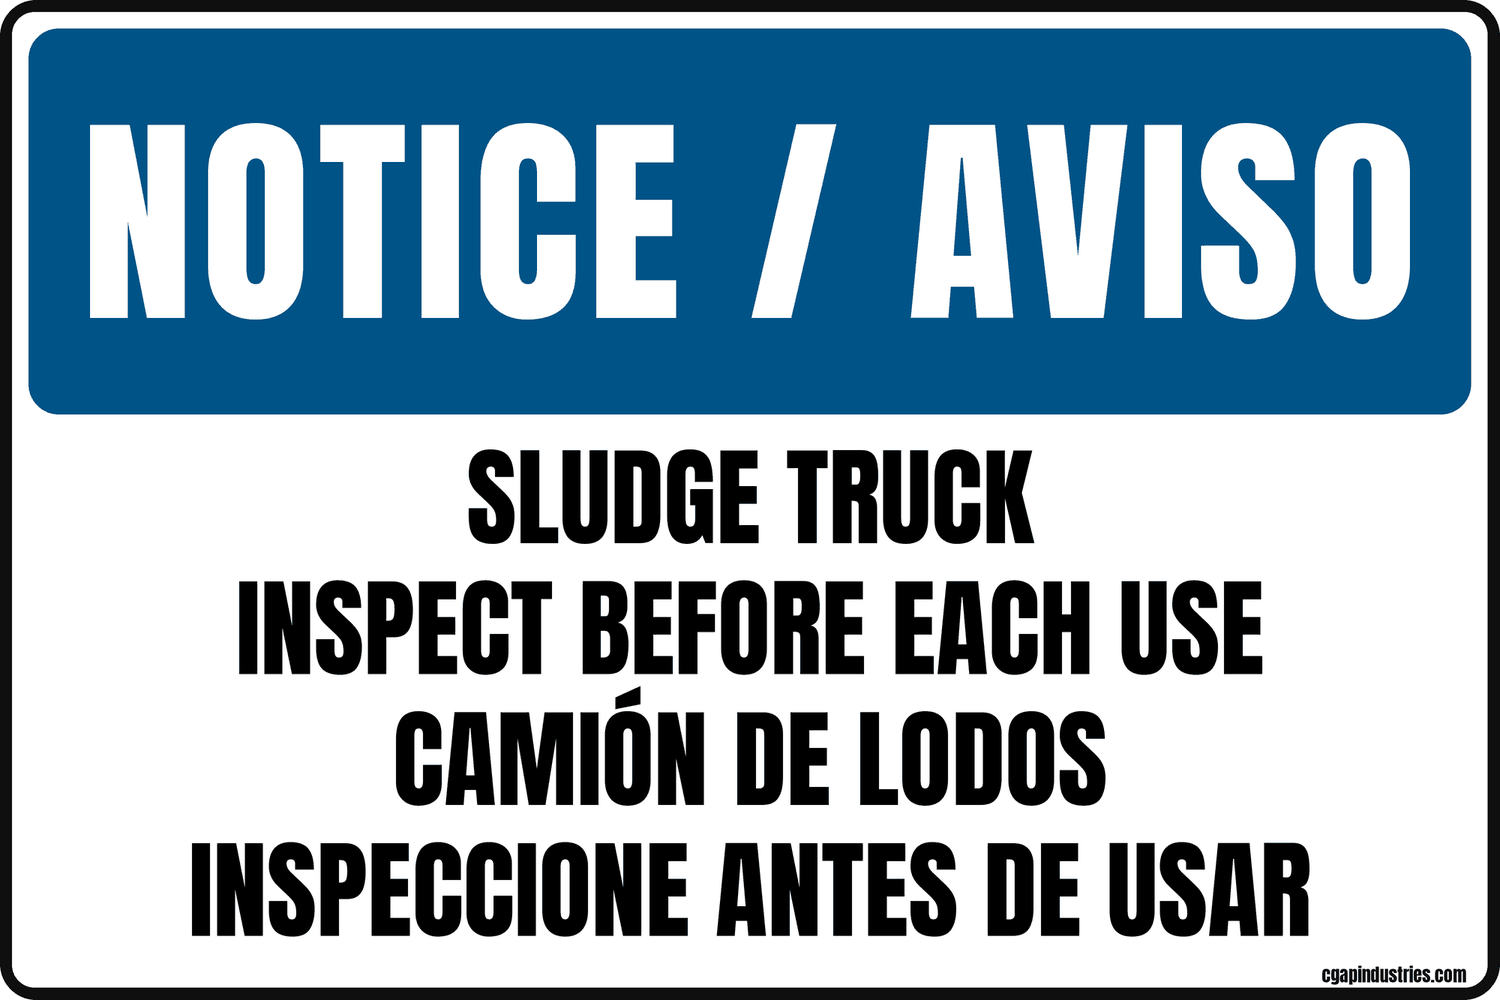 NOTICE / AVISO
SLUDGE TRUCK
INSPECT BEFORE EACH USE
CAMIÓN DE LODOS
INSPECCIONE ANTES DE USAR
cgapindustries.com